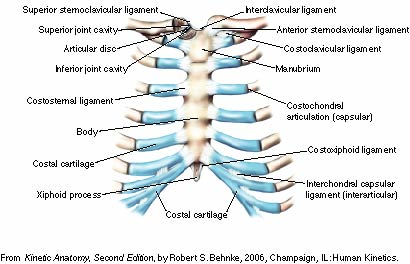 Superior sternoclavicular ligament
Interclavicular ligament
Superior joint cavity
Anterior sternoclavicular ligament
Articular disc
Costoclavicular ligament
Inferior joint cavity
Manubrium
Costosternal ligament
Costochondral
articulation (capsular)
Body
Costoxiphoid ligament
Costal cartilage
Xiphoid process
Interchondral capsular
ligament (interarticular)
Costal cartilage
From Kinetic Anatomy, Second Edition, by Robert S. Behnke, 2006, Champaign, IL: Human Kinetics.